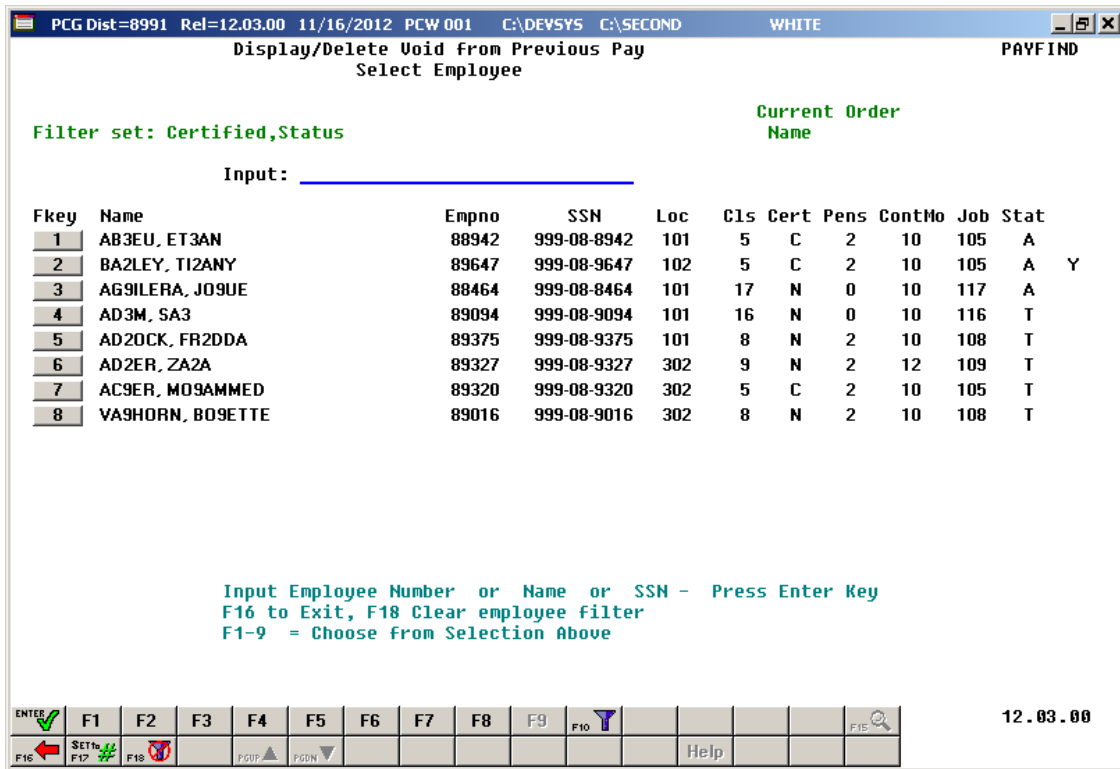 PCG Dist=8991 Rel=12.03.00 11/16/2012 PCW 001 C:\DEVSYS C:\SECOND WHITE
Display/Delete Void from Previous Pay PAYFIND
Select Employee
Current Order
Filter set: Certified,Status Name
Input:
Fkey Name Empno SSN Loc Cls Cert Pens ContMo Job Stat
1 AB3EU, ET3AN 88942 999-08-8942 101 5 C 2 10 105 A
2 BA2LEY, TI2ANY 89647 999-08-9647 102 5 C 2 10 105 A Y
3 AG9ILERA, JO9UE 88464 999-08-8464 101 17 N 0 10 117 A
4 AD3M, SA3 89094 999-08-9094 101 16 N 0 10 116 T
5 AD2OCK, FR2DDA 89375 999-08-9375 101 8 N 2 10 108 T
6 AD2ER, ZA2A 89327 999-08-9327 302 9 N 2 12 109 T
7 AC9ER, MO9AMMED 89320 999-08-9320 302 5 C 2 10 105 T
8 VA9HORN, BO9ETTE 89016 999-08-9016 302 8 N 2 10 108 T
Input Employee Number or Name or SSN - Press Enter Key
F16 to Exit, F18 Clear employee filter
F1-9 = Choose from Selection Above
ENTER F1 F2 F3 F4 F5 F6 F7 F8 F9 F10 F15 12.03.00
F16 SET to F17 # F18 PGUP PGDN Help